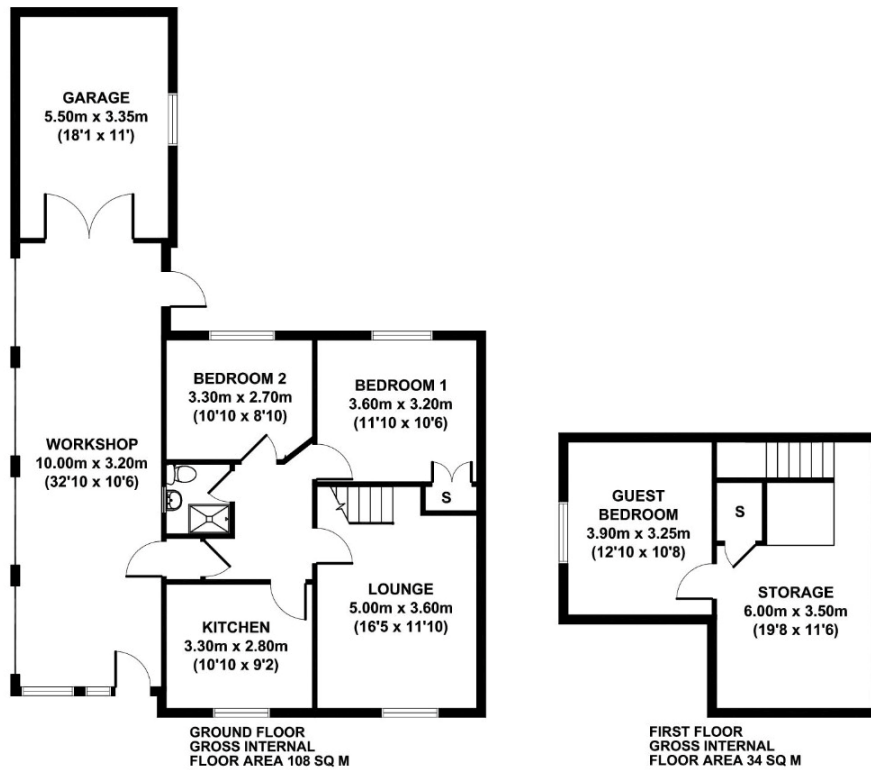 GARAGE
5.50m x 3.35m
(18'1 x 11')
BEDROOM 2
3.30m x 2.70m
(10'10 x 8'10)
BEDROOM 1
3.60m x 3.20m
(11'10 x 10'6)
S
WORKSHOP
10.00m x 3.20m
(32'10 x 10'6)
LOUNGE
5.00m x 3.60m
(16'5 x 11'10)
KITCHEN
3.30m x 2.80m
(10'10 x 9'2)
GROUND FLOOR
GROSS INTERNAL
FLOOR AREA 108 SQ M
GUEST
BEDROOM
3.90m x 3.25m
(12'10 x 10'8)
S
STORAGE
6.00m x 3.50m
(19'8 x 11'6)
FIRST FLOOR
GROSS INTERNAL
FLOOR AREA 34 SQ M